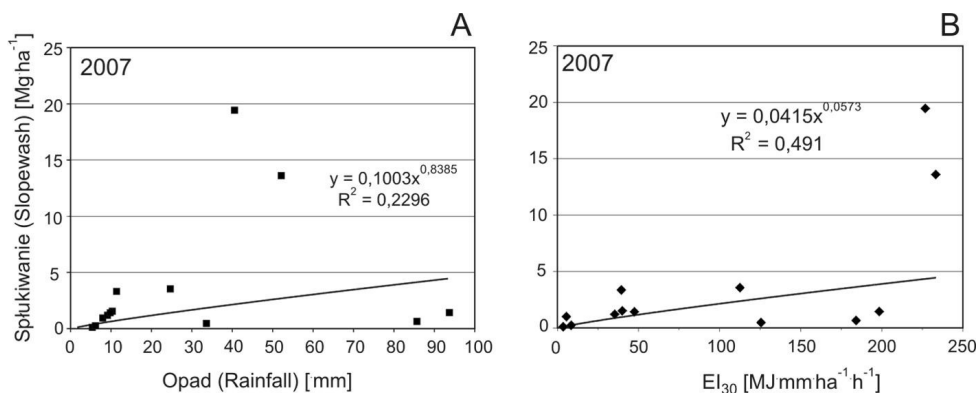 A
2007
25
20
15
10
5
0
y = 0,1003x^0,8385
R² = 0,2296
0 10 20 30 40 50 60 70 80 90 100
Opad (Rainfall) [mm]
Spłukiwanie (Slopewash) [Mg·ha⁻¹]
B
2007
25
20
15
10
5
0
y = 0,0415x^0,0573
R² = 0,491
0 50 100 150 200 250
EI₃₀ [MJ·mm·ha⁻¹·h⁻¹]